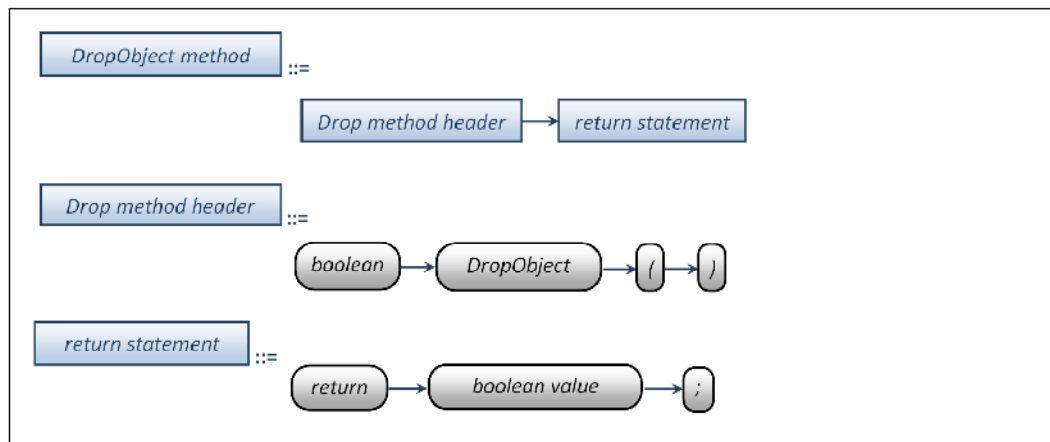 DropObject method ::=
Drop method header return statement
Drop method header ::=
boolean DropObject ( )
return statement ::=
return boolean value ;